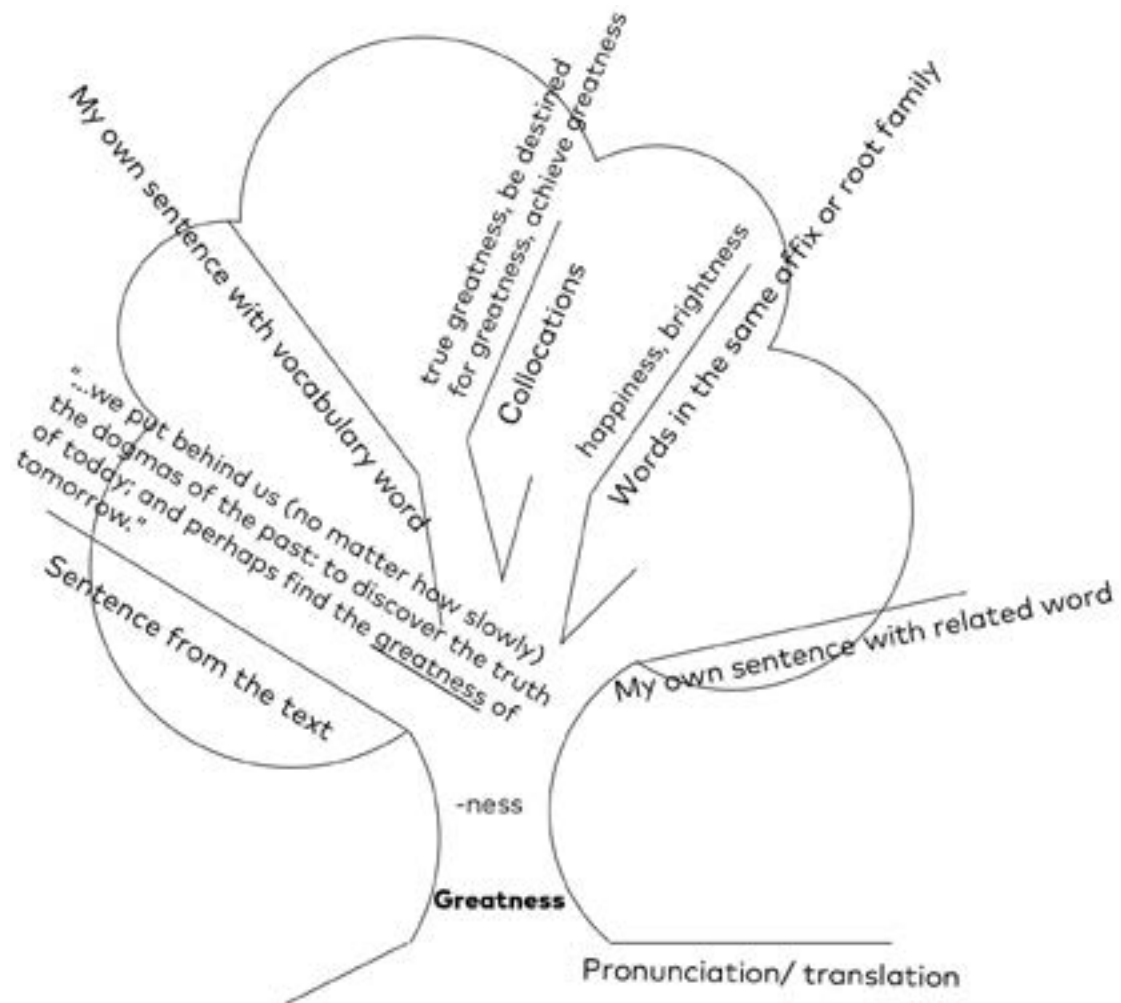 My own sentence with vocabulary word
true greatness, be destined
for greatness, achieve greatness
Collocations
happiness, brightness
Words in the same affix or root family
"...we put behind us (no matter how slowly)
the dogmas of the past: to discover the truth
of today; and perhaps find the greatness of
tomorrow."
Sentence from the text
My own sentence with related word
-ness
Greatness
Pronunciation/ translation